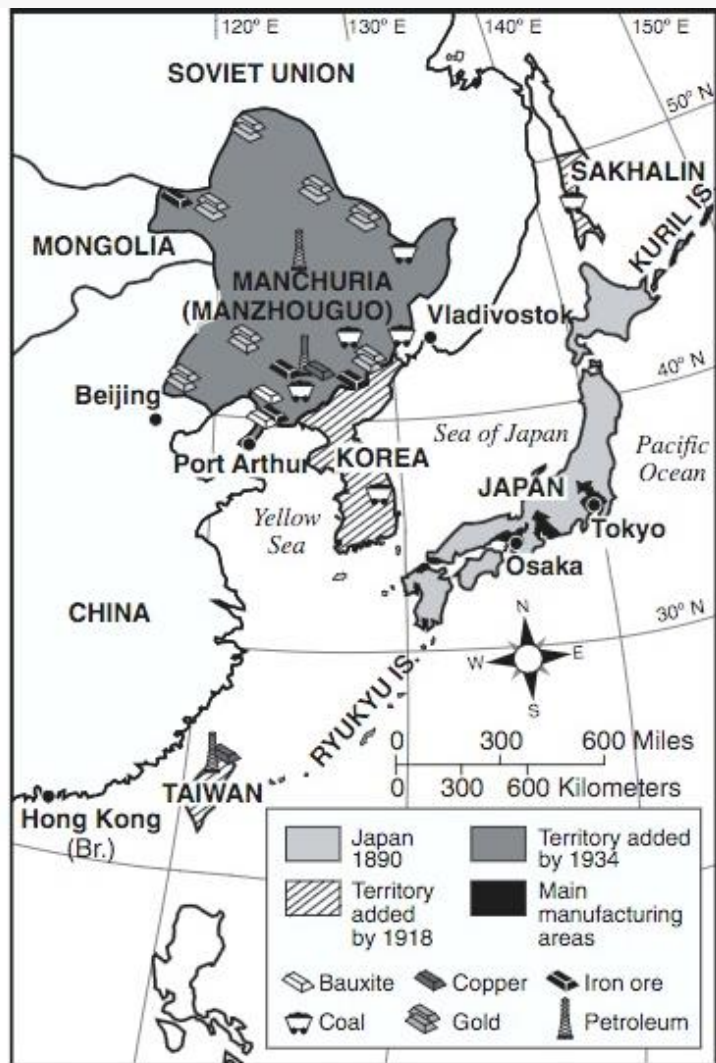 120° E
130° E
140° E
150° E
SOVIET UNION
50° N
SAKHALIN
KURIL IS.
MONGOLIA
MANCHURIA
(MANZHOUGUO)
Vladivostok
40° N
Beijing
Sea of Japan
Pacific
Ocean
Port Arthur
KOREA
JAPAN
Yellow
Sea
Tokyo
Osaka
CHINA
30° N
N
W
E
S
RYUKYU IS.
0 300 600 Miles
0 300 600 Kilometers
TAIWAN
Hong Kong
(Br.)
Japan
1890
Territory added
by 1934
Territory
added
by 1918
Main
manufacturing
areas
Bauxite
Copper
Iron ore
Coal
Gold
Petroleum